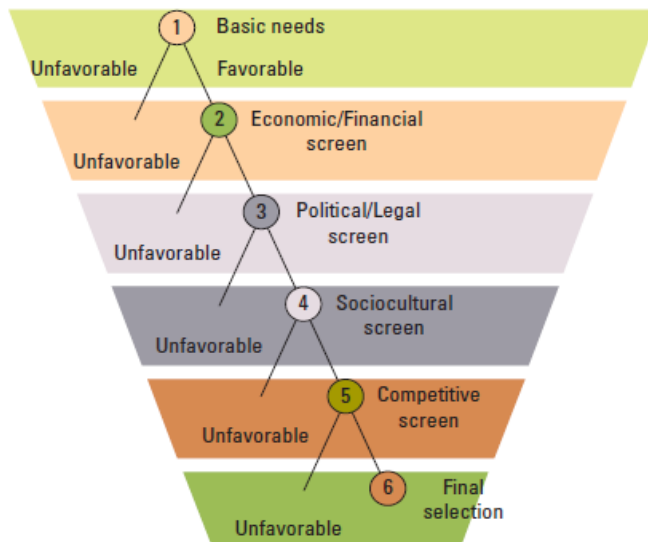 1 Basic needs
Unfavorable Favorable
2 Economic/Financial
screen
Unfavorable
3 Political/Legal
screen
Unfavorable
4 Sociocultural
screen
Unfavorable
5 Competitive
screen
Unfavorable
6 Final
selection
Unfavorable